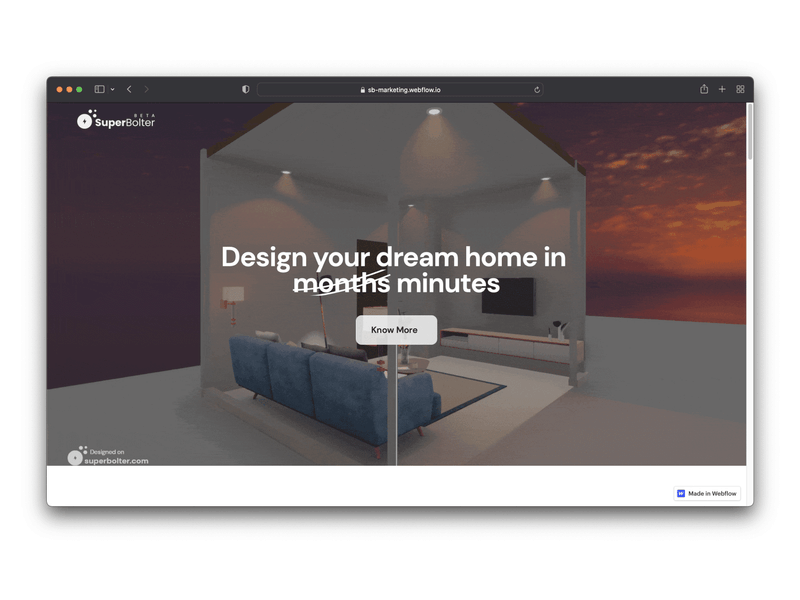 sb-marketing.webflow.io
BETA
SuperBolter
Design your dream home in
months minutes
Know More
Designed on
superbolter.com
Made in Webflow